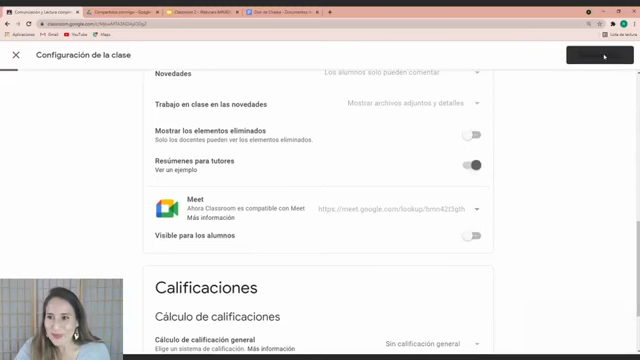 Aplicaciones Gmail YouTube Maps Lista de lectura
Configuración de la clase
Novedades Los alumnos solo pueden comentar
Trabajo en clase en las novedades Mostrar archivos adjuntos y detalles
Mostrar los elementos eliminados
Solo los docentes pueden ver los elementos eliminados.
Resúmenes para tutores
Ver un ejemplo
Meet
Ahora Classroom es compatible con Meet
Más información
Visible para los alumnos
Calificaciones
Cálculo de calificaciones
Cálculo de calificación general
Elige un sistema de calificación. Más información
Sin calificación general